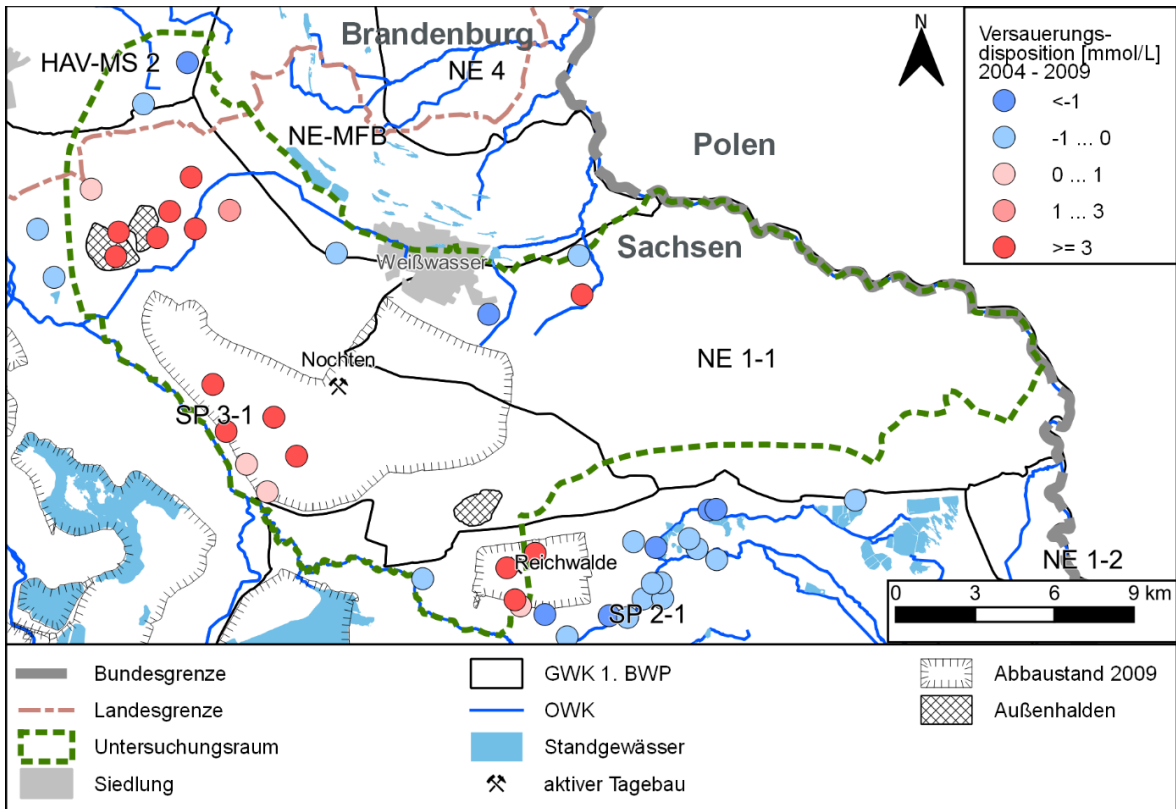 Brandenburg
HAV-MS 2
NE 4
NE-MFB
Polen
Sachsen
Weißwasser
NE 1-1
Nochten
SP 3-1
Reichwalde
SP 2-1
NE 1-2
N
Versauerungs-
disposition [mmol/L]
2004 - 2009
<-1
-1 ... 0
0 ... 1
1 ... 3
>= 3
0 3 6 9 km
Bundesgrenze
Landesgrenze
Untersuchungsraum
Siedlung
GWK 1. BWP
OWK
Standgewässer
aktiver Tagebau
Abbaustand 2009
Außenhalden